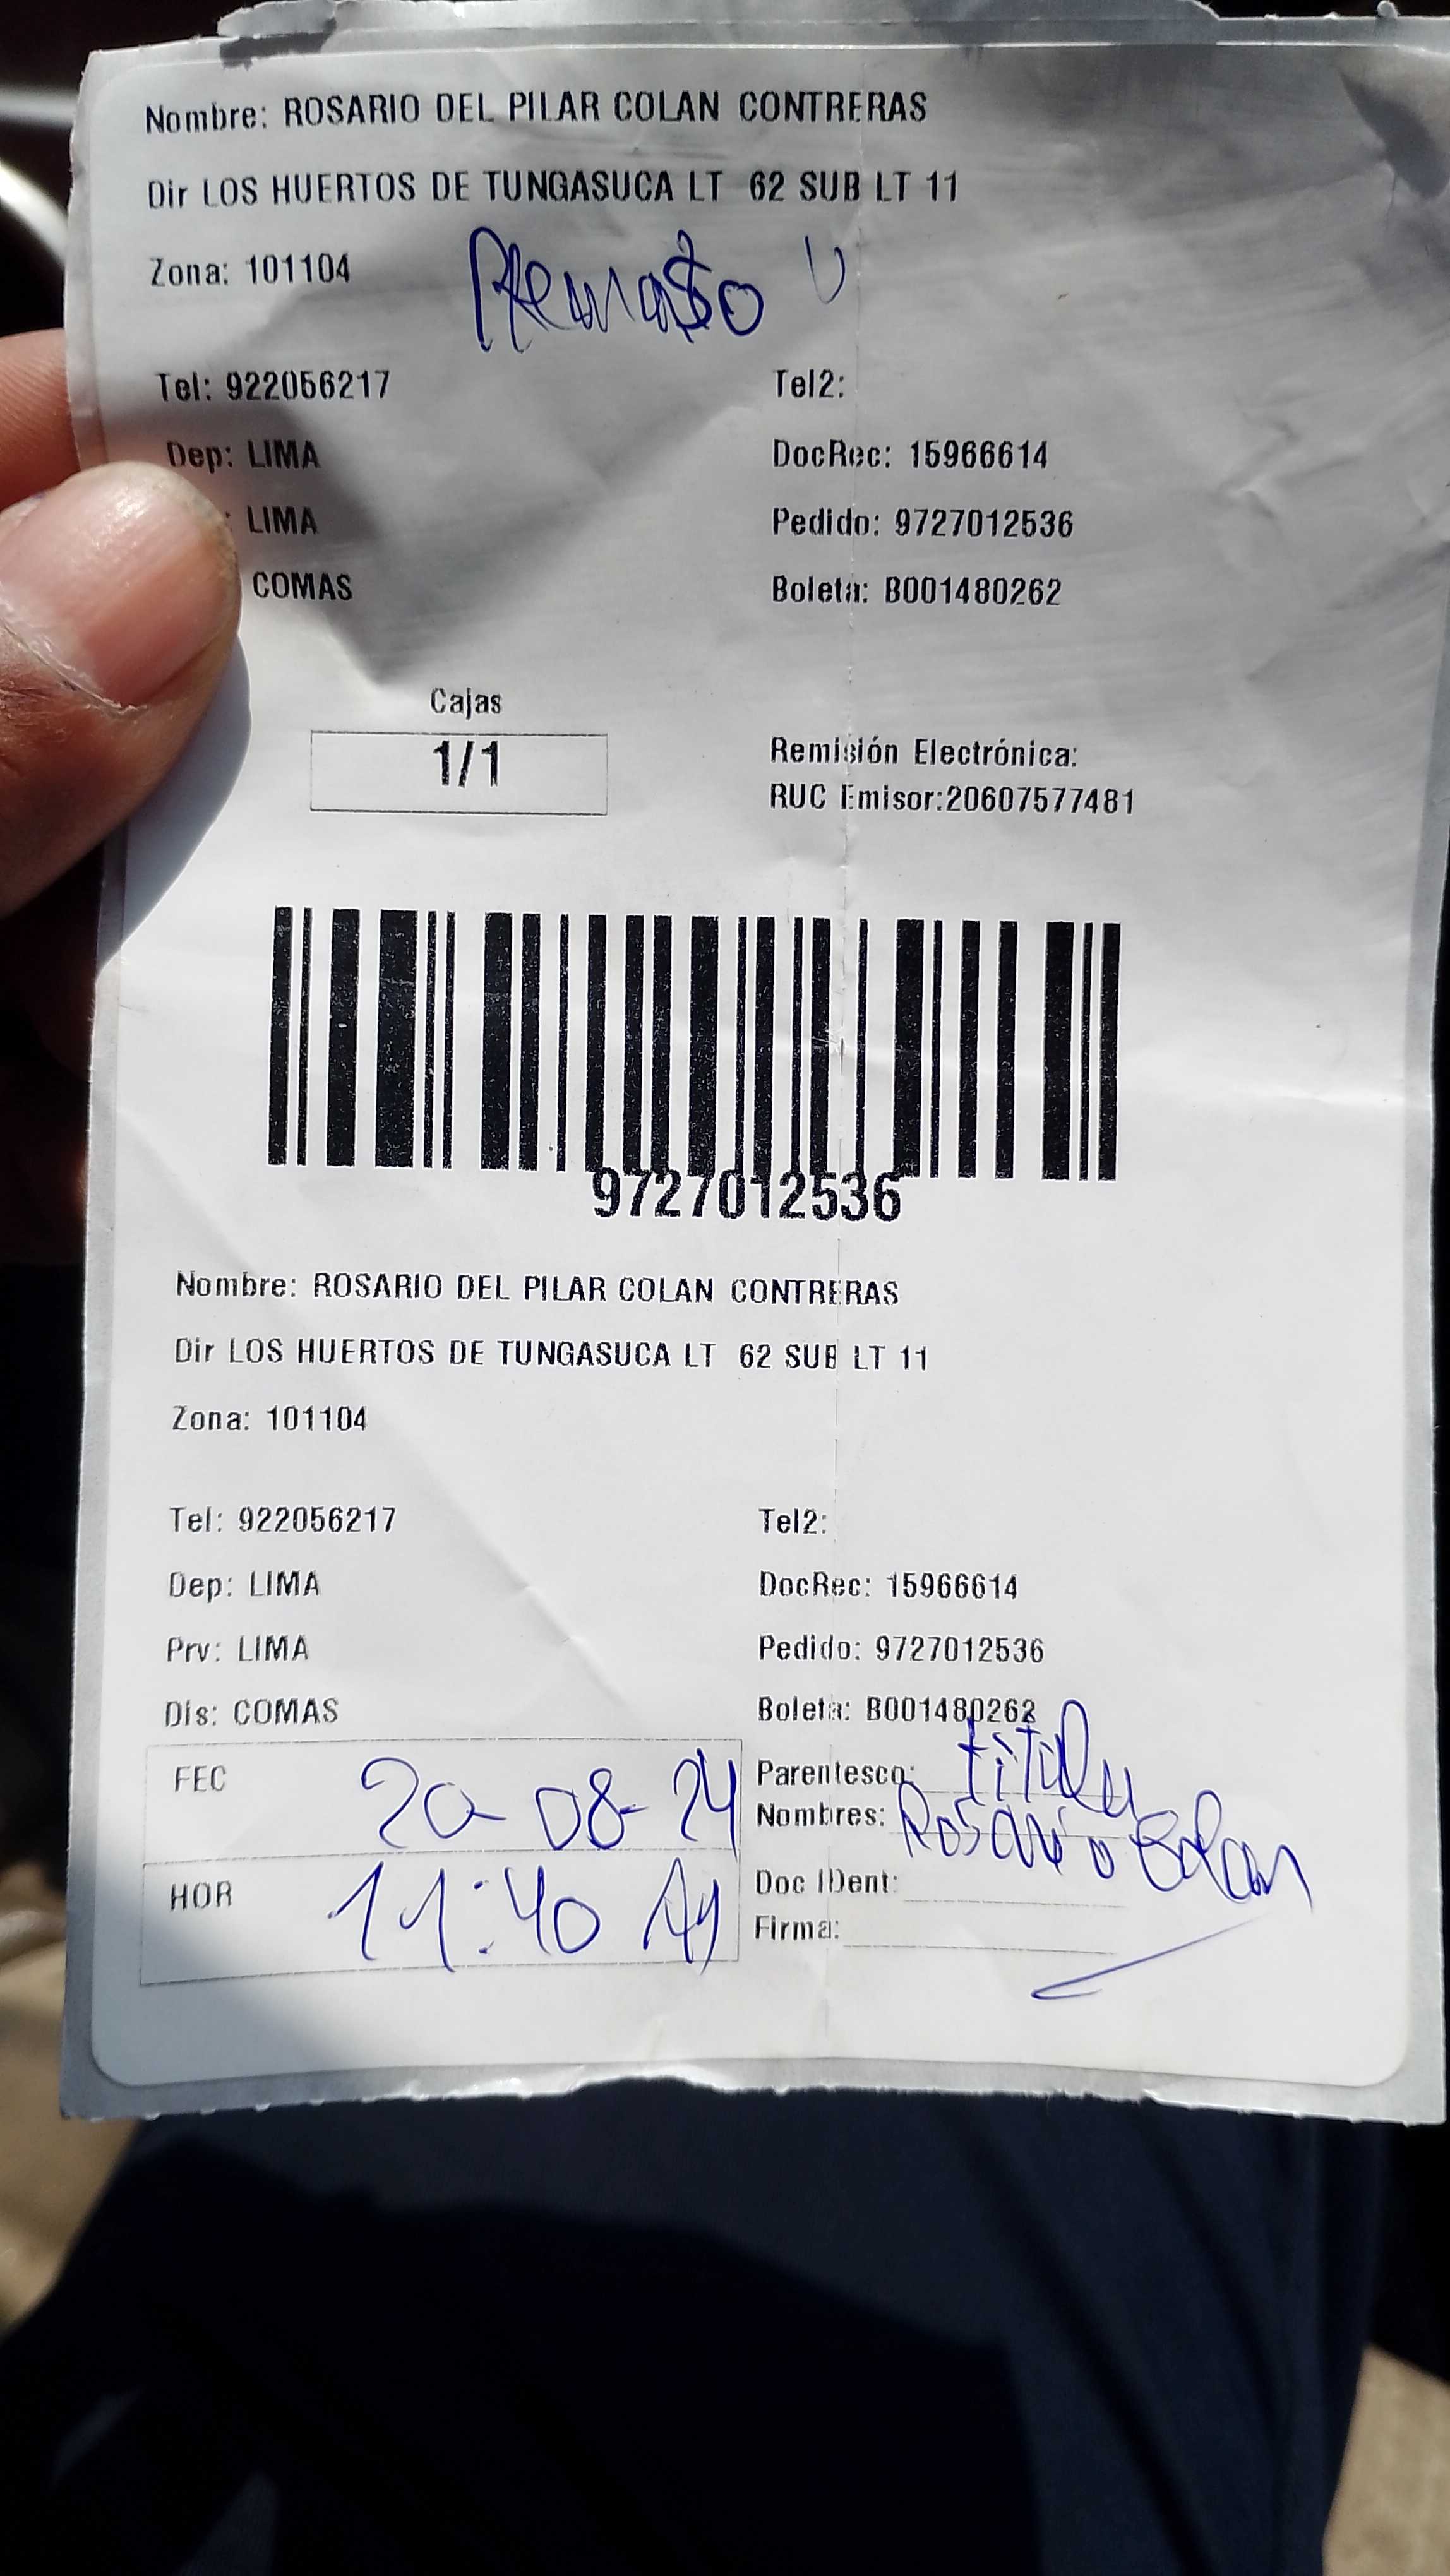 Nombre: ROSARIO DEL PILAR COLAN CONTRERAS
Dir LOS HUERTOS DE TUNGASUCA LT 62 SUB LT 11
Zona: 101104
Tel: 922056217 Tel2:
Dep: LIMA DocRec: 15966614
: LIMA Pedido: 9727012536
COMAS Boleta: B001480262
Cajas
1/1
Remisión Electrónica:
RUC Emisor:20607577481
9727012536
Nombre: ROSARIO DEL PILAR COLAN CONTRERAS
Dir LOS HUERTOS DE TUNGASUCA LT 62 SUB LT 11
Zona: 101104
Tel: 922056217 Tel2:
Dep: LIMA DocRec: 15966614
Prv: LIMA Pedido: 9727012536
Dis: COMAS Boleta: B001480262
FEC 20-08-24 Parentesco: titular
Nombres: Rosario Colan
HOR 11:40 Doc IDent:
Firma: